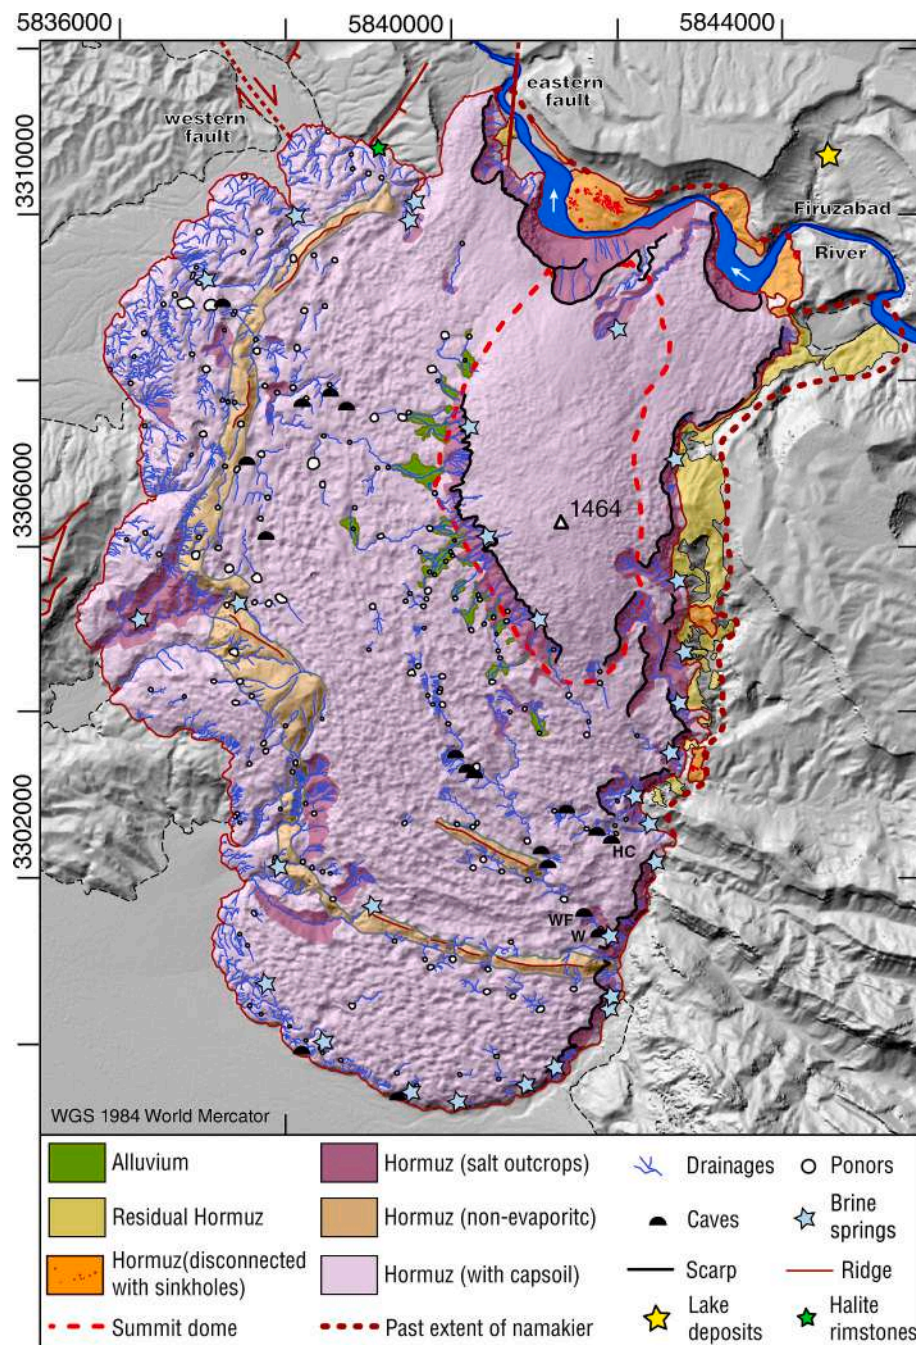 5836000
5840000
5844000
3310000
3306000
3302000
western
fault
eastern
fault
Firuzabad
River
1464
HC
WF
W
WGS 1984 World Mercator
Alluvium
Hormuz (salt outcrops)
Drainages
Ponors
Residual Hormuz
Hormuz (non-evaporitc)
Caves
Brine
springs
Hormuz(disconnected
with sinkholes)
Hormuz (with capsoil)
Scarp
Ridge
Summit dome
Past extent of namakier
Lake
deposits
Halite
rimstones